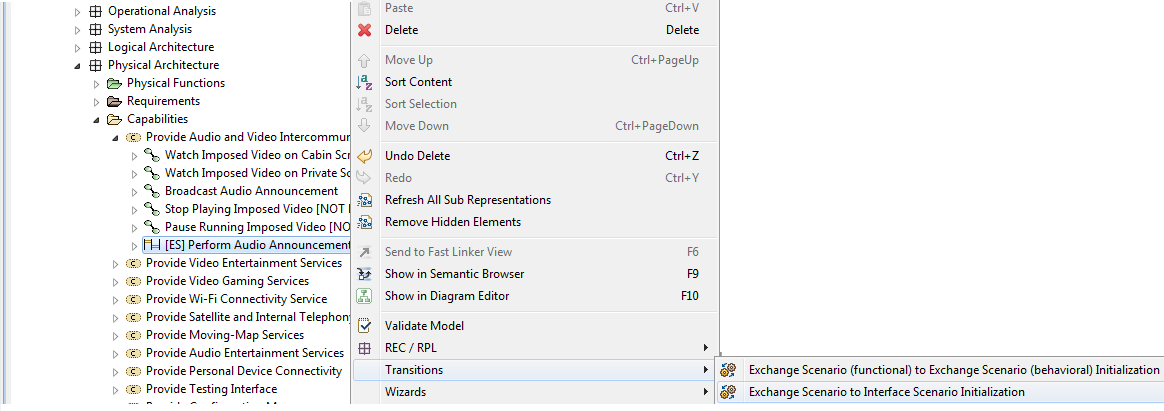 Operational Analysis
System Analysis
Logical Architecture
Physical Architecture
Physical Functions
Requirements
Capabilities
Provide Audio and Video Intercommun
Watch Imposed Video on Cabin Scr
Watch Imposed Video on Private Sc
Broadcast Audio Announcement
Stop Playing Imposed Video [NOT
Pause Running Imposed Video [NO
[ES] Perform Audio Announcement
Provide Video Entertainment Services
Provide Video Gaming Services
Provide Wi-Fi Connectivity Service
Provide Satellite and Internal Telephony
Provide Moving-Map Services
Provide Audio Entertainment Services
Provide Personal Device Connectivity
Provide Testing Interface
Paste Ctrl+V
Delete Delete
Move Up Ctrl+PageUp
Sort Content
Sort Selection
Move Down Ctrl+PageDown
Undo Delete Ctrl+Z
Redo Ctrl+Y
Refresh All Sub Representations
Remove Hidden Elements
Send to Fast Linker View F6
Show in Semantic Browser F9
Show in Diagram Editor F10
Validate Model
REC / RPL
Transitions
Wizards
Exchange Scenario (functional) to Exchange Scenario (behavioral) Initialization
Exchange Scenario to Interface Scenario Initialization